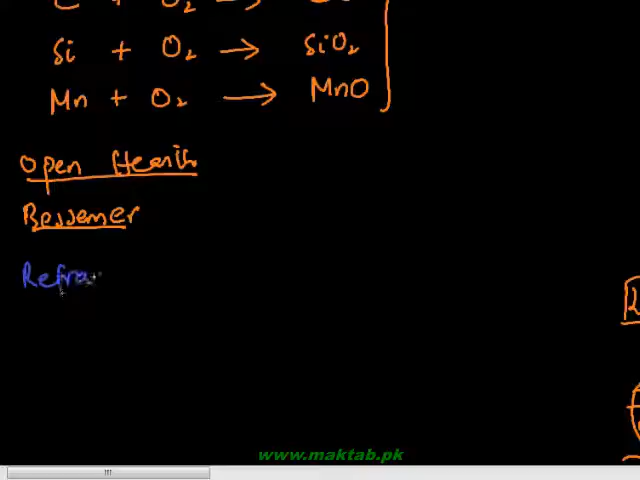 Si + O₂ → SiO₂
Mn + O₂ → MnO
Open Hearth
Bessemer
Refra
www.maktab.pk